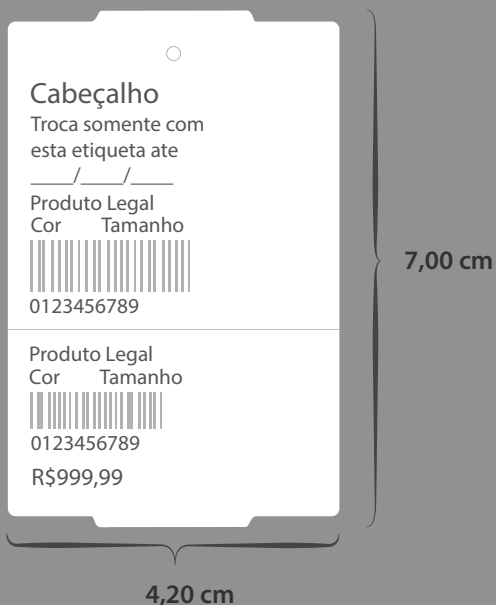 Cabeçalho
Troca somente com
esta etiqueta ate
____/____/____
Produto Legal
Cor Tamanho
0123456789
7,00 cm
Produto Legal
Cor Tamanho
0123456789
R$999,99
4,20 cm